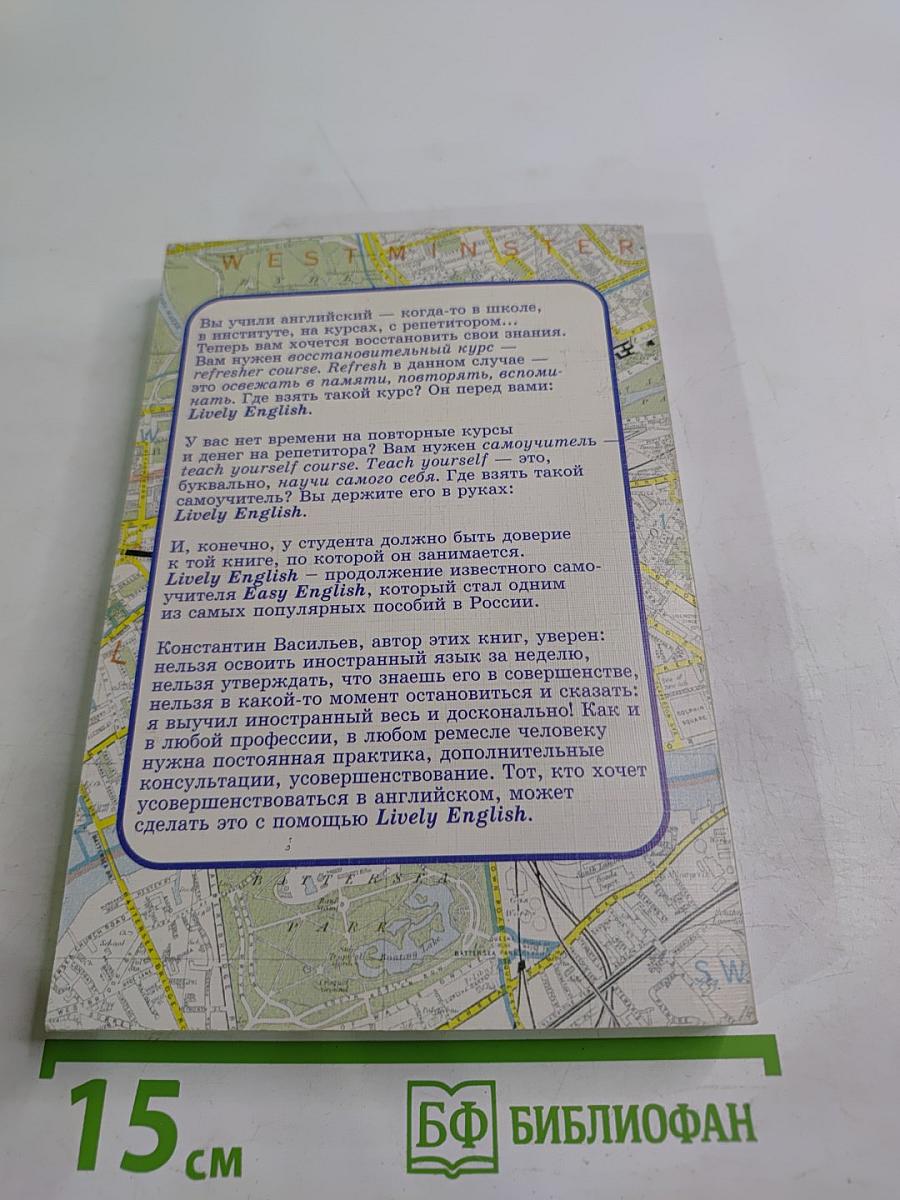 WESTMINSTER
Вы учили английский — когда-то в школе,
в институте, на курсах, с репетитором...
Теперь вам хочется восстановить свои знания.
Вам нужен восстановительный курс —
refresher course. Refresh в данном случае —
это освежать в памяти, повторять, вспоми-
нать. Где взять такой курс? Он перед вами:
Lively English.
У вас нет времени на повторные курсы
и денег на репетитора? Вам нужен самоучитель —
teach yourself course. Teach yourself — это,
буквально, научи самого себя. Где взять такой
самоучитель? Вы держите его в руках:
Lively English.
И, конечно, у студента должно быть доверие
к той книге, по которой он занимается.
Lively English – продолжение известного само-
учителя Easy English, который стал одним
из самых популярных пособий в России.
Константин Васильев, автор этих книг, уверен:
нельзя освоить иностранный язык за неделю,
нельзя утверждать, что знаешь его в совершенстве,
нельзя в какой-то момент остановиться и сказать:
я выучил иностранный весь и досконально! Как и
в любой профессии, в любом ремесле человеку
нужна постоянная практика, дополнительные
консультации, усовершенствование. Тот, кто хочет
усовершенствоваться в английском, может
сделать это с помощью Lively English.
BATTERSEA
PARK
Boating Lake
BATTERSEA PARK
BATTERSEA BRIDGE
SW
15 см
БФ БИБЛИОФАН